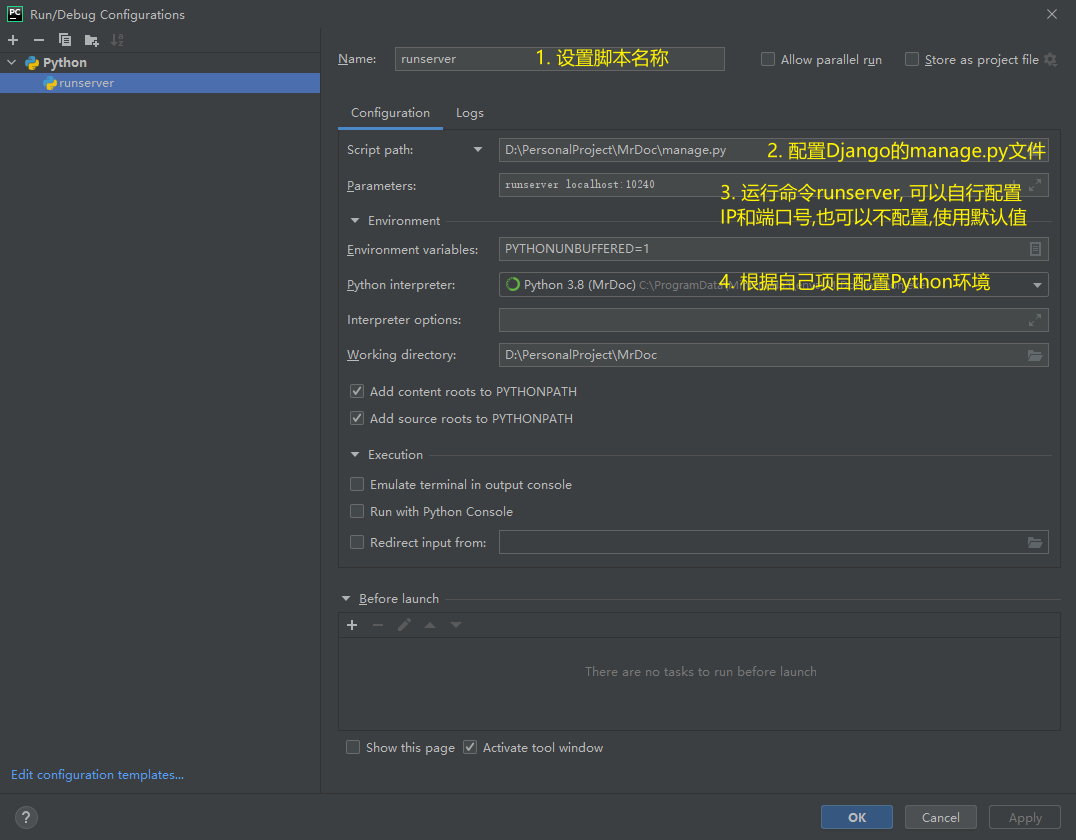 PC Run/Debug Configurations
Python
runserver
Name: runserver 1. 设置脚本名称 Allow parallel run Store as project file
Configuration Logs
Script path: D:\PersonalProject\MrDoc\manage.py 2. 配置Django的manage.py文件
Parameters: runserver localhost:10240
3. 运行命令runserver, 可以自行配置
IP和端口号,也可以不配置,使用默认值
Environment
Environment variables: PYTHONUNBUFFERED=1
Python interpreter: Python 3.8 (MrDoc) C:\ProgramData 4. 根据自己项目配置Python环境
Interpreter options:
Working directory: D:\PersonalProject\MrDoc
Add content roots to PYTHONPATH
Add source roots to PYTHONPATH
Execution
Emulate terminal in output console
Run with Python Console
Redirect input from:
Before launch
There are no tasks to run before launch
Show this page Activate tool window
Edit configuration templates...
? OK Cancel Apply